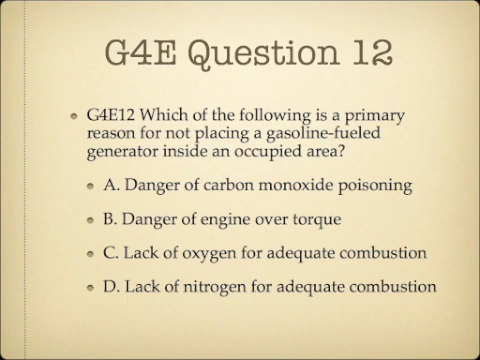 G4E Question 12
G4E12 Which of the following is a primary
reason for not placing a gasoline-fueled
generator inside an occupied area?
A. Danger of carbon monoxide poisoning
B. Danger of engine over torque
C. Lack of oxygen for adequate combustion
D. Lack of nitrogen for adequate combustion